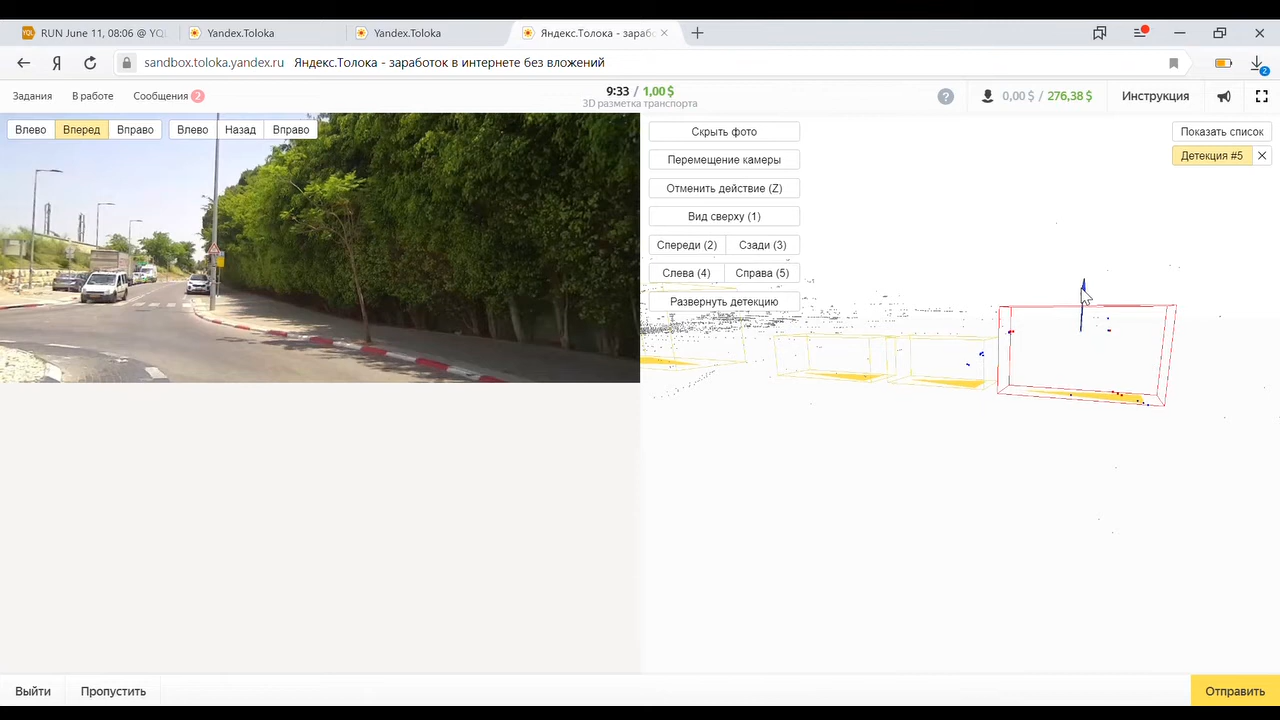 RUN June 11, 08:06 @ YQL
Yandex.Toloka
Yandex.Toloka
Яндекс.Толока - зарабо
sandbox.toloka.yandex.ru Яндекс.Толока - заработок в интернете без вложений
2
Задания
В работе
Сообщения 2
9:33 / 1,00 $
3D разметка транспорта
?
0,00 $ / 276,38 $
Инструкция
Влево Вперед Вправо
Влево Назад Вправо
Скрыть фото
Перемещение камеры
Отменить действие (Z)
Вид сверху (1)
Спереди (2) Сзади (3)
Слева (4) Справа (5)
Развернуть детекцию
Показать список
Детекция #5
Выйти
Пропустить
Отправить